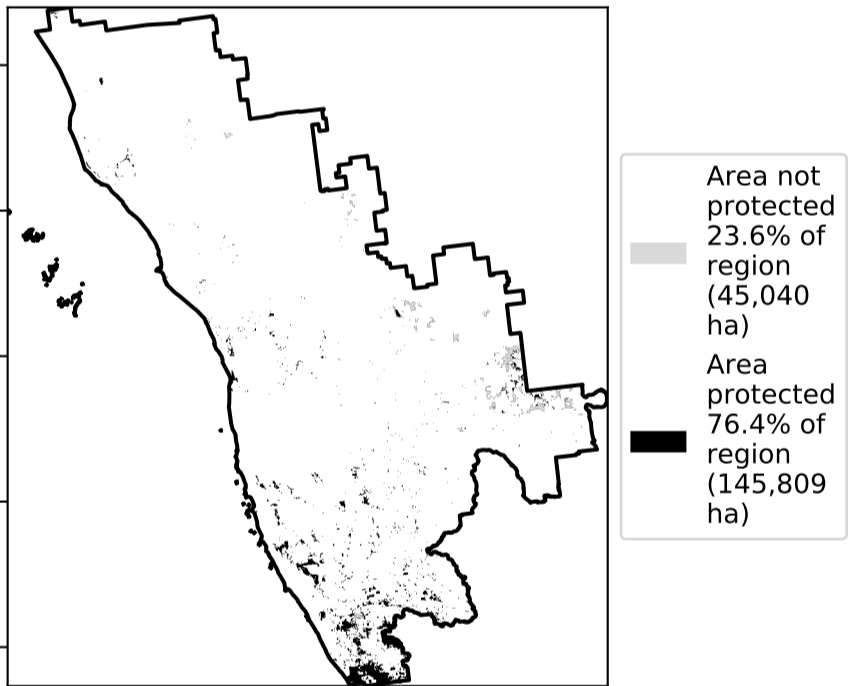 Area not
protected
23.6% of
region
(45,040
ha)
Area
protected
76.4% of
region
(145,809
ha)